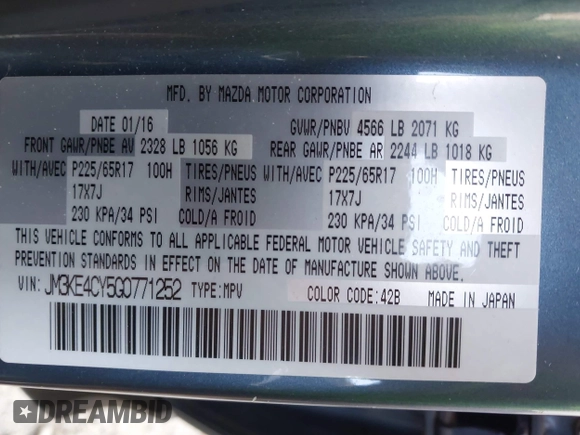 MFD. BY MAZDA MOTOR CORPORATION
DATE 01/16 GVWR/PNBV 4566 LB 2071 KG
FRONT GAWR/PNBE AV 2328 LB 1056 KG REAR GAWR/PNBE AR 2244 LB 1018 KG
WITH/AVEC P225/65R17 100H TIRES/PNEUS WITH/AVEC P225/65R17 100H TIRES/PNEUS
17X7J RIMS/JANTES 17X7J RIMS/JANTES
230 KPA/34 PSI COLD/A FROID 230 KPA/34 PSI COLD/A FROID
THIS VEHICLE CONFORMS TO ALL APPLICABLE FEDERAL MOTOR VEHICLE SAFETY AND THEFT
PREVENTION STANDARDS IN EFFECT ON THE DATE OF MANUFACTURE SHOWN ABOVE.
VIN: JM3KE4CY5G0771252 TYPE:MPV COLOR CODE:42B MADE IN JAPAN
DREAMBID